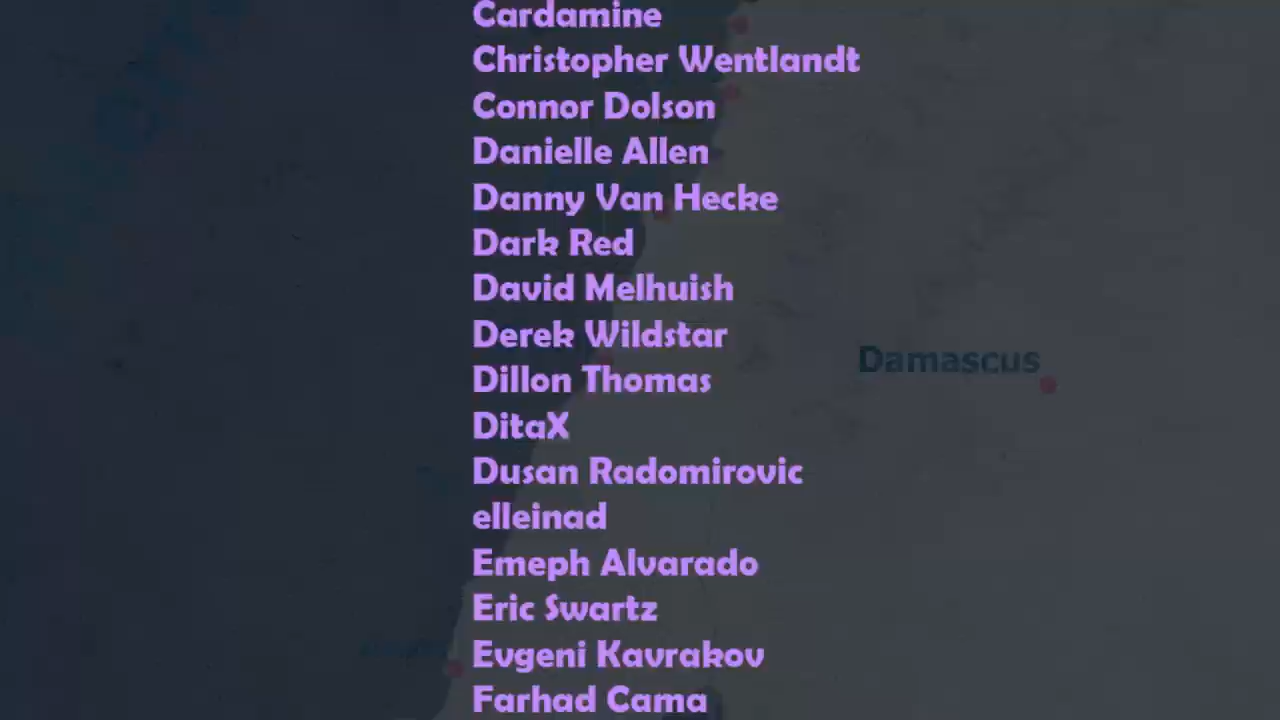 Cardamine
Christopher Wentlandt
Connor Dolson
Danielle Allen
Danny Van Hecke
Dark Red
David Melhuish
Derek Wildstar
Damascus
Dillon Thomas
DitaX
Dusan Radomirovic
elleinad
Emeph Alvarado
Eric Swartz
Evgeni Kavrakov
Farhad Cama